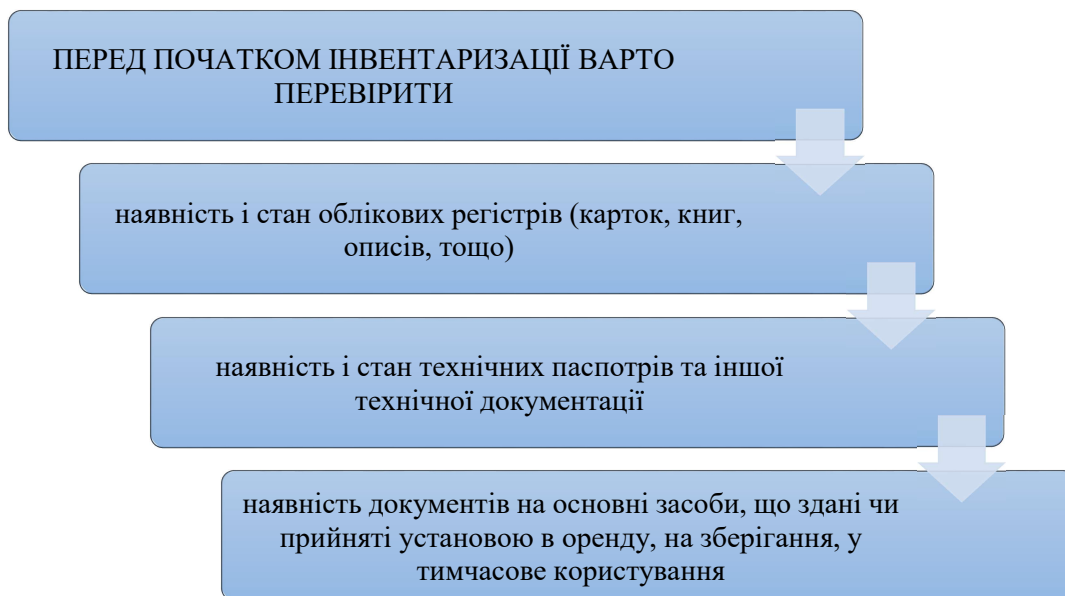 ПЕРЕД ПОЧАТКОМ ІНВЕНТАРИЗАЦІЇ ВАРТО
ПЕРЕВІРИТИ
наявність і стан облікових регістрів (карток, книг,
описів, тощо)
наявність і стан технічних паспотрів та іншої
технічної документації
наявність документів на основні засоби, що здані чи
прийняті установою в оренду, на зберігання, у
тимчасове користування